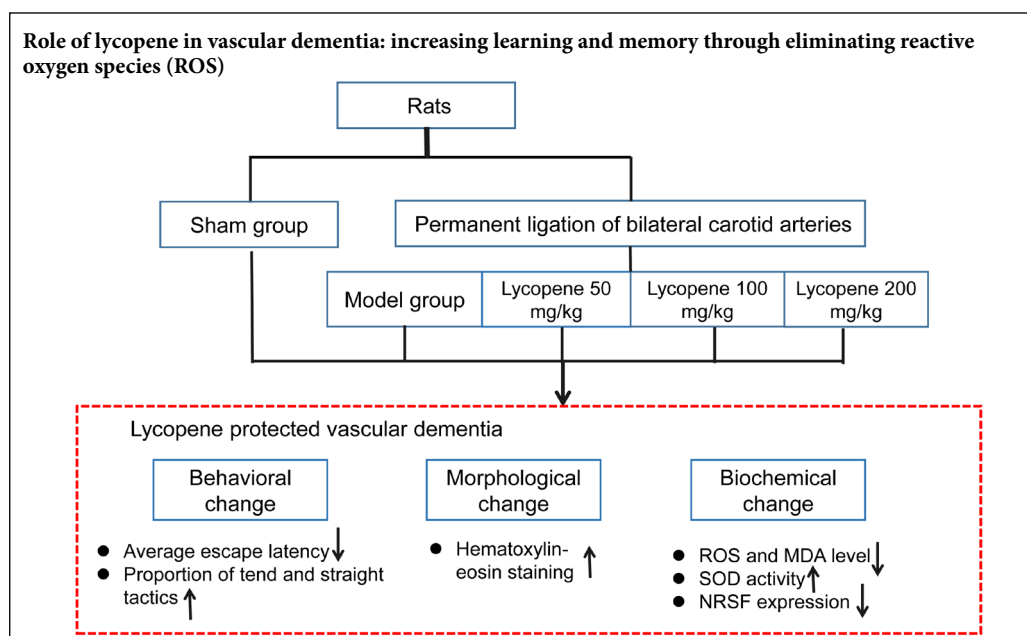 Role of lycopene in vascular dementia: increasing learning and memory through eliminating reactive
oxygen species (ROS)
Rats
Sham group
Permanent ligation of bilateral carotid arteries
Model group
Lycopene 50
mg/kg
Lycopene 100
mg/kg
Lycopene 200
mg/kg
Lycopene protected vascular dementia
Behavioral
change
Morphological
change
Biochemical
change
● Average escape latency↓
● Proportion of tend and straight
tactics ↑
● Hematoxylin-
eosin staining ↑
● ROS and MDA level↓
● SOD activity↑
● NRSF expression↓